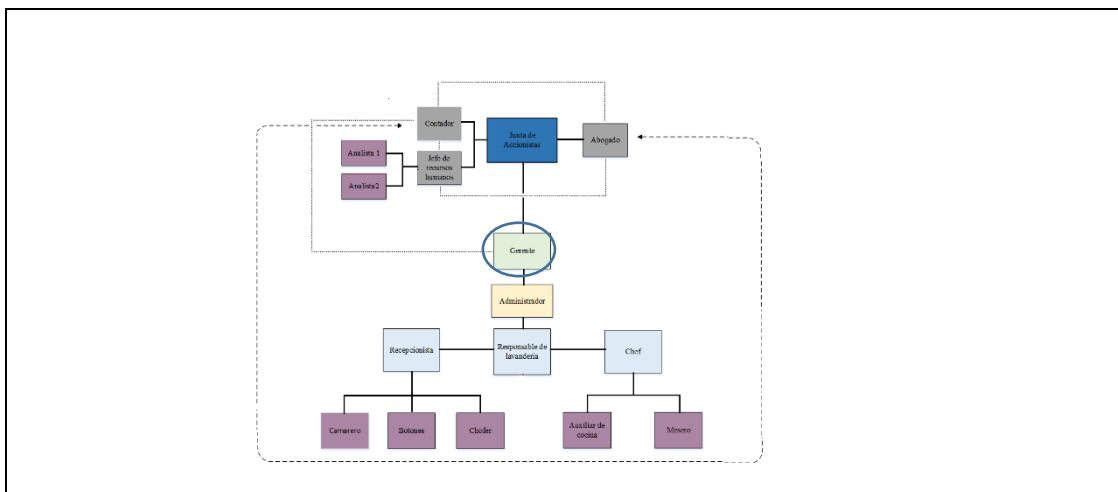 Contador
Junta de
Accionistas
Abogado
Analista 1
Jefe de
recursos
humanos
Analista2
Gerente
Administrador
Recepcionista
Responsable de
lavandería
Chef
Camarero
Botones
Chofer
Auxiliar de
cocina
Mesero